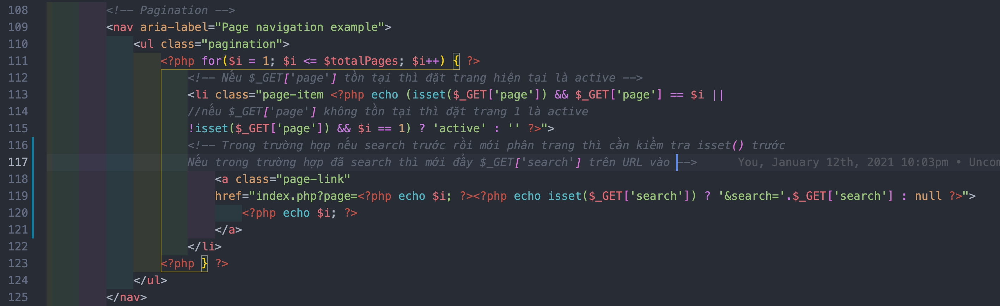 108 <!-- Pagination -->
109 <nav aria-label="Page navigation example">
110 <ul class="pagination">
111 <?php for($i = 1; $i <= $totalPages; $i++) { ?>
112 <!-- Nếu $_GET['page'] tồn tại thì đặt trang hiện tại là active -->
113 <li class="page-item <?php echo (isset($_GET['page']) && $_GET['page'] == $i ||
114 //nếu $_GET['page'] không tồn tại thì đặt trang 1 là active
115 !isset($_GET['page']) && $i == 1) ? 'active' : '' ?>">
116 <!-- Trong trường hợp nếu search trước rồi mới phân trang thì cần kiểm tra isset() trước
117 Nếu trong trường hợp đã search thì mới đẩy $_GET['search'] trên URL vào --> You, January 12th, 2021 10:03pm • Uncom
118 <a class="page-link"
119 href="index.php?page=<?php echo $i; ?><?php echo isset($_GET['search']) ? '&search='.$_GET['search'] : null ?>">
120 <?php echo $i; ?>
121 </a>
122 </li>
123 <?php } ?>
124 </ul>
125 </nav>